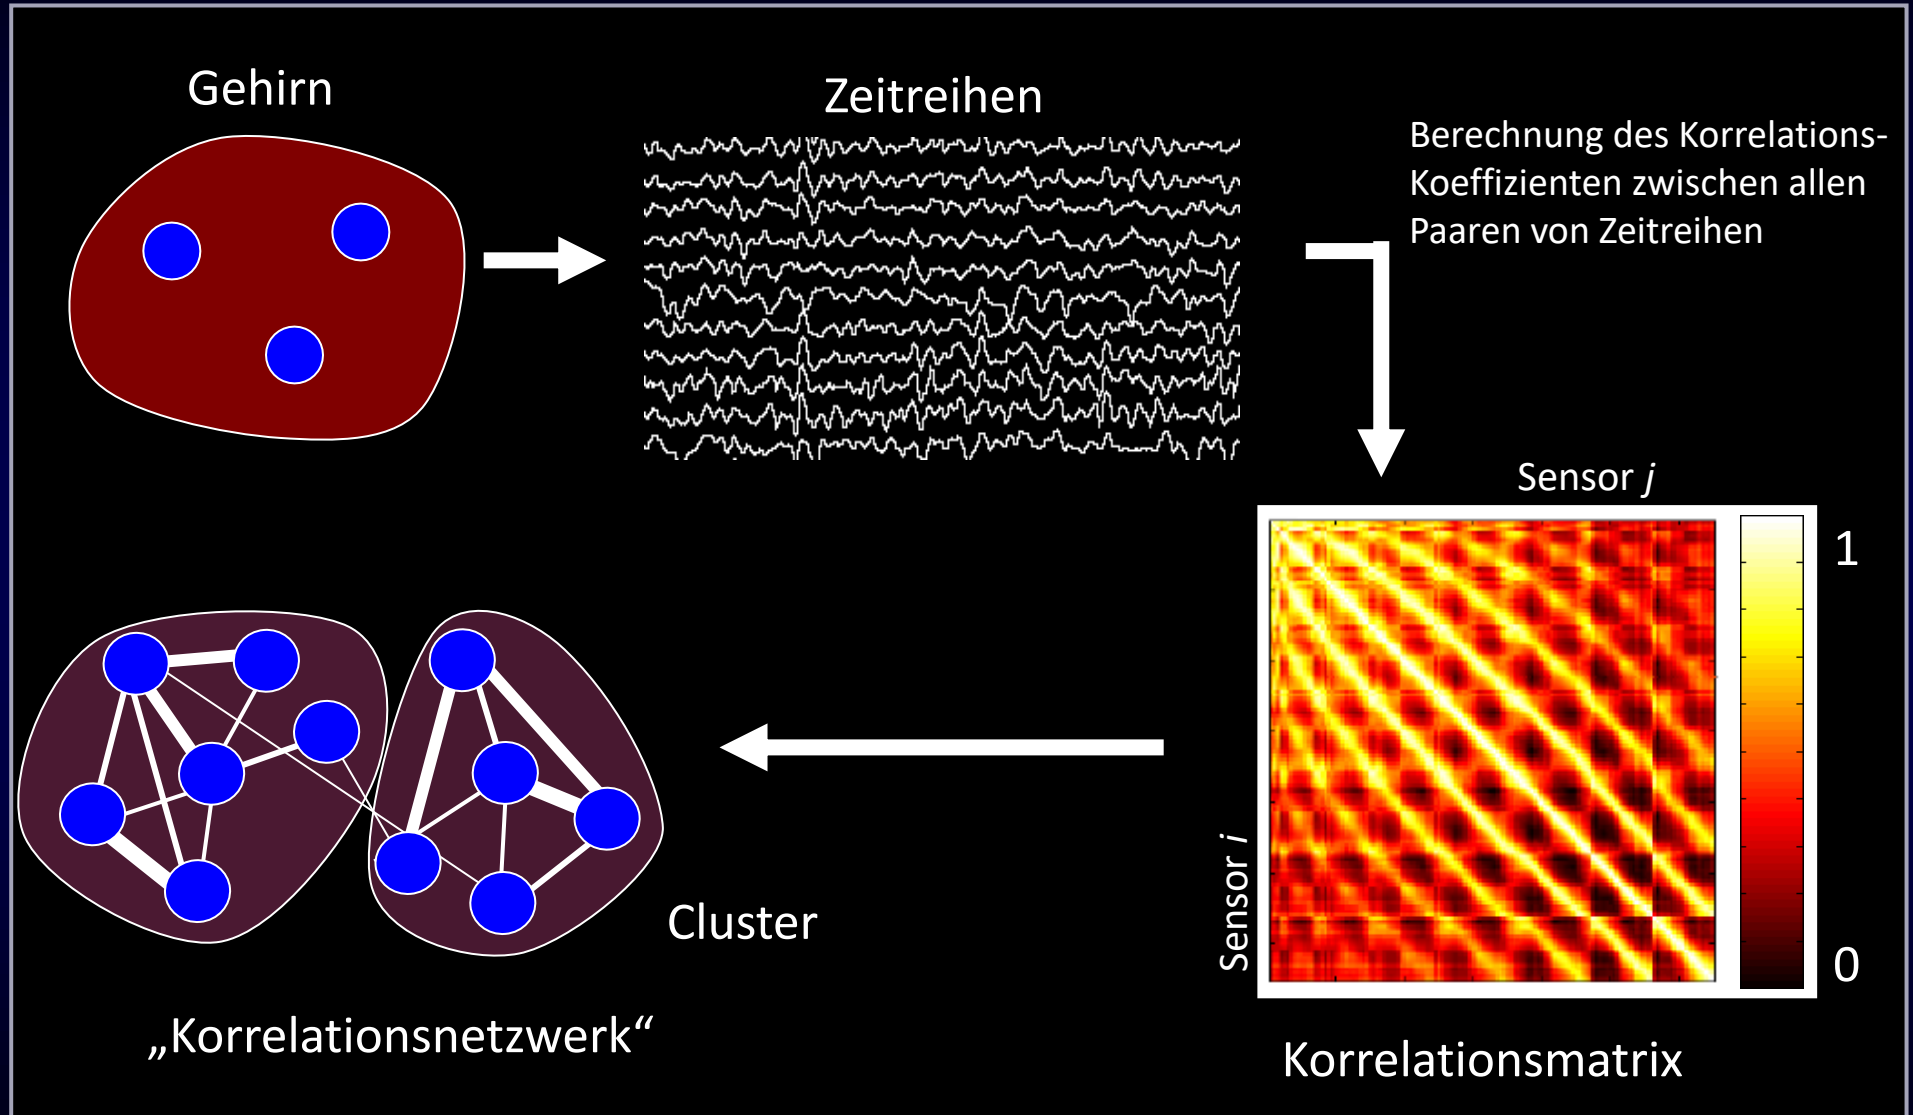 Gehirn
Zeitreihen
Berechnung des Korrelations-
Koeffizienten zwischen allen
Paaren von Zeitreihen
Sensor j
1
Sensor i
0
Korrelationsmatrix
Cluster
„Korrelationsnetzwerk“